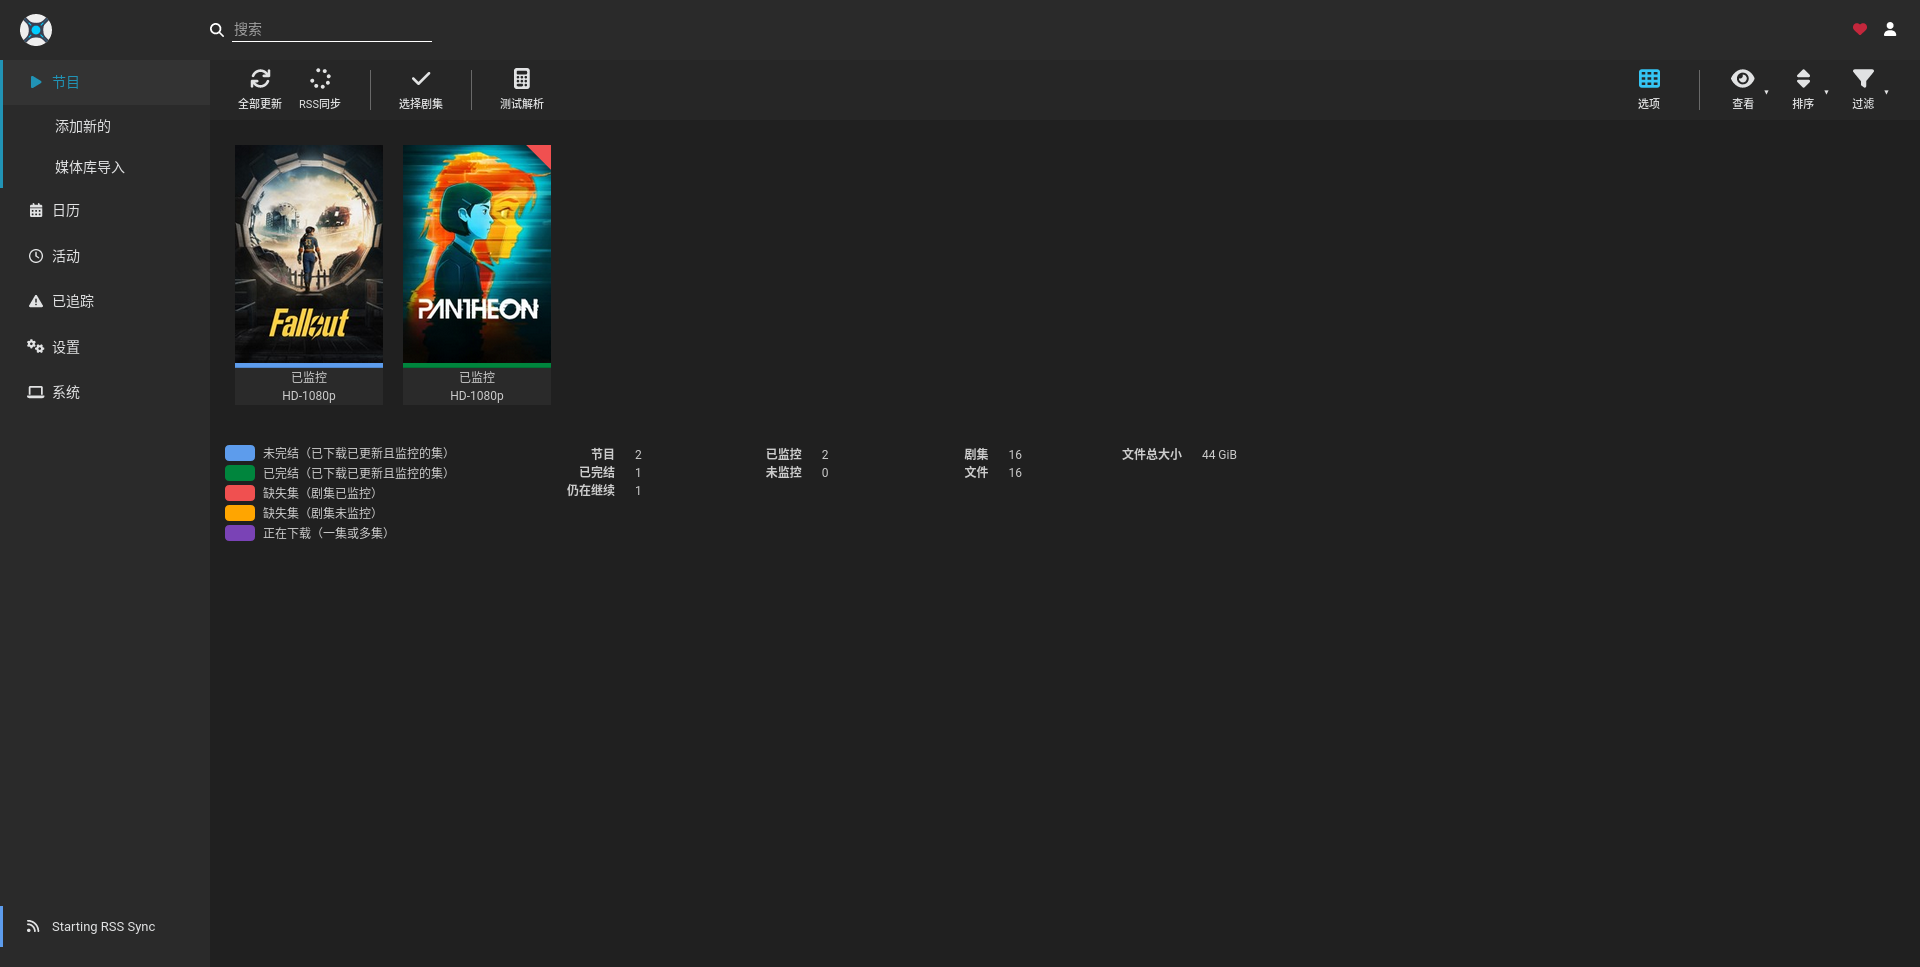 搜索
节目
添加新的
媒体库导入
日历
活动
已追踪
设置
系统
Starting RSS Sync
全部更新
RSS同步
选择剧集
测试解析
选项
查看
排序
过滤
Fallout
已监控
HD-1080p
PANTHEON
已监控
HD-1080p
未完结（已下载已更新且监控的集）
已完结（已下载已更新且监控的集）
缺失集（剧集已监控）
缺失集（剧集未监控）
正在下载（一集或多集）
节目 2
已完结 1
仍在继续 1
已监控 2
未监控 0
剧集 16
文件 16
文件总大小 44 GiB